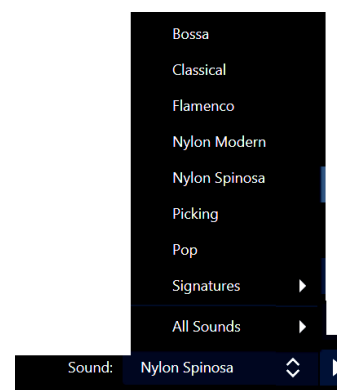 Bossa
Classical
Flamenco
Nylon Modern
Nylon Spinosa
Picking
Pop
Signatures
All Sounds
Sound: Nylon Spinosa